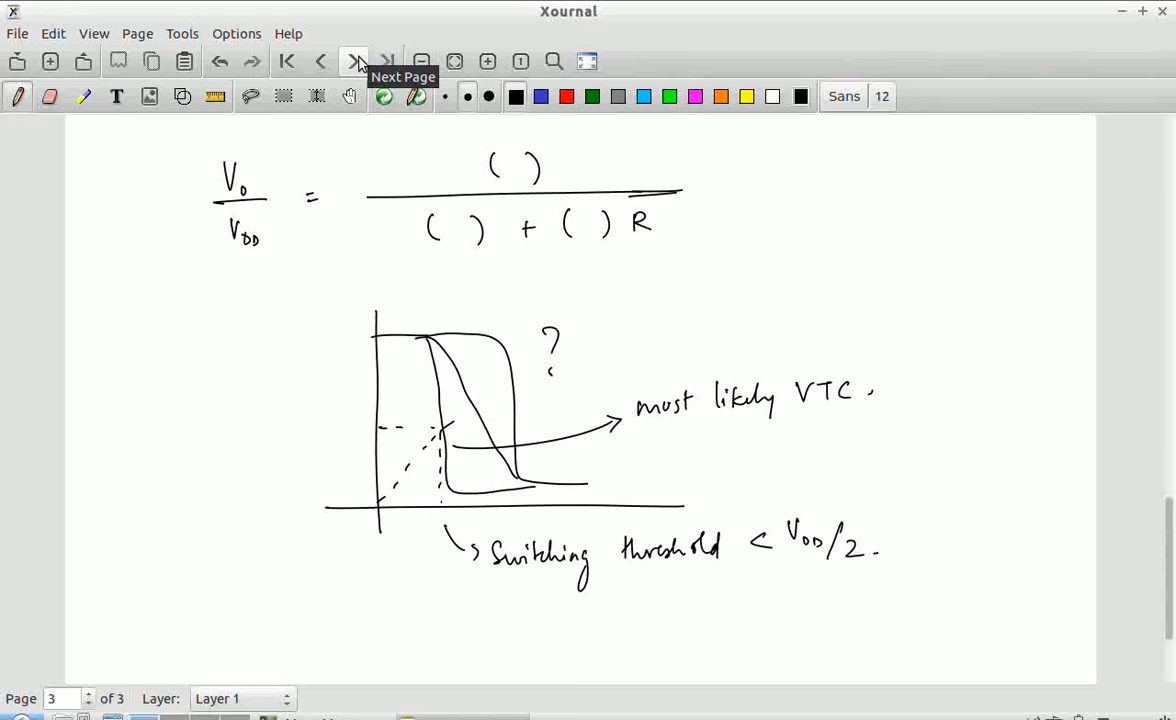 Xournal
File Edit View Page Tools Options Help
Next Page
Sans 12
V0 / VDD = ( ) / ( ) + ( ) R
?
most likely VTC.
Switching threshold < VDD/2.
Page 3 of 3 Layer: Layer 1